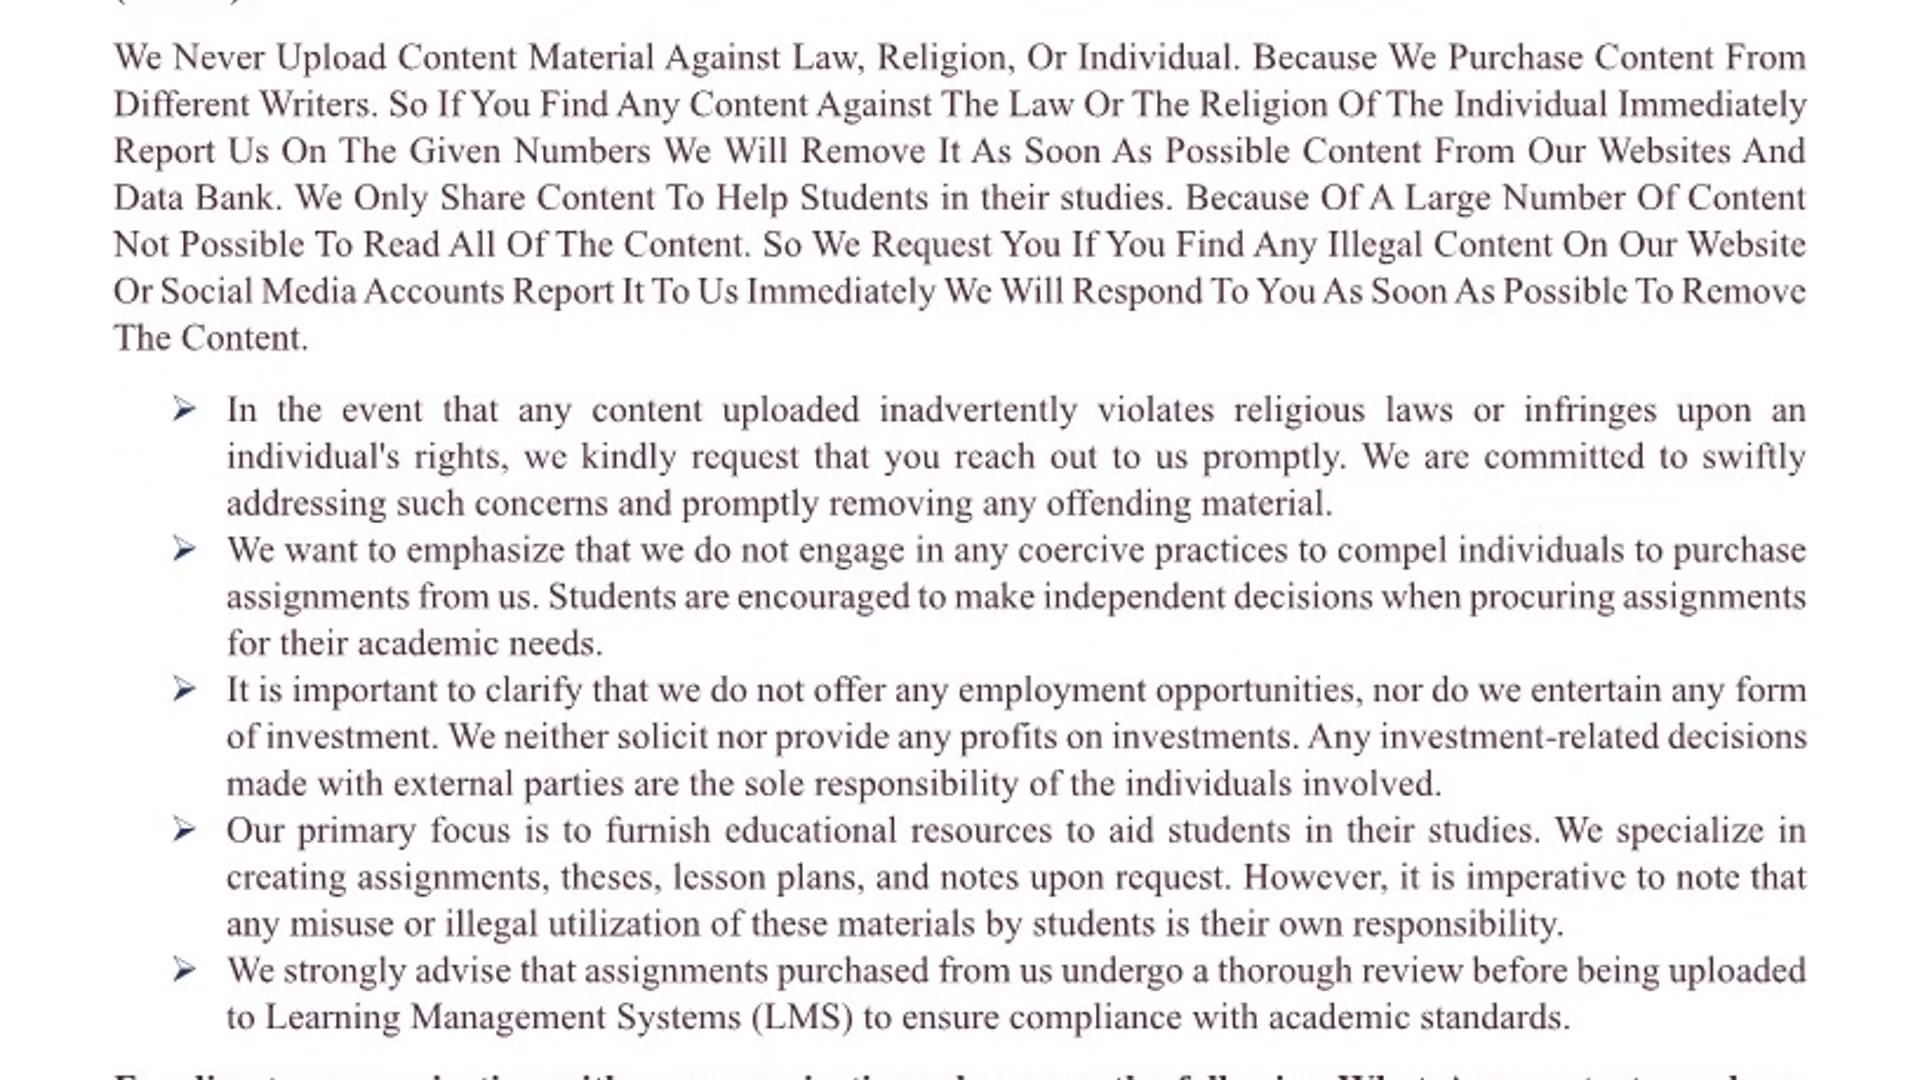 We Never Upload Content Material Against Law, Religion, Or Individual. Because We Purchase Content From
Different Writers. So If You Find Any Content Against The Law Or The Religion Of The Individual Immediately
Report Us On The Given Numbers We Will Remove It As Soon As Possible Content From Our Websites And
Data Bank. We Only Share Content To Help Students in their studies. Because Of A Large Number Of Content
Not Possible To Read All Of The Content. So We Request You If You Find Any Illegal Content On Our Website
Or Social Media Accounts Report It To Us Immediately We Will Respond To You As Soon As Possible To Remove
The Content.
➢ In the event that any content uploaded inadvertently violates religious laws or infringes upon an
individual's rights, we kindly request that you reach out to us promptly. We are committed to swiftly
addressing such concerns and promptly removing any offending material.
➢ We want to emphasize that we do not engage in any coercive practices to compel individuals to purchase
assignments from us. Students are encouraged to make independent decisions when procuring assignments
for their academic needs.
➢ It is important to clarify that we do not offer any employment opportunities, nor do we entertain any form
of investment. We neither solicit nor provide any profits on investments. Any investment-related decisions
made with external parties are the sole responsibility of the individuals involved.
➢ Our primary focus is to furnish educational resources to aid students in their studies. We specialize in
creating assignments, theses, lesson plans, and notes upon request. However, it is imperative to note that
any misuse or illegal utilization of these materials by students is their own responsibility.
➢ We strongly advise that assignments purchased from us undergo a thorough review before being uploaded
to Learning Management Systems (LMS) to ensure compliance with academic standards.